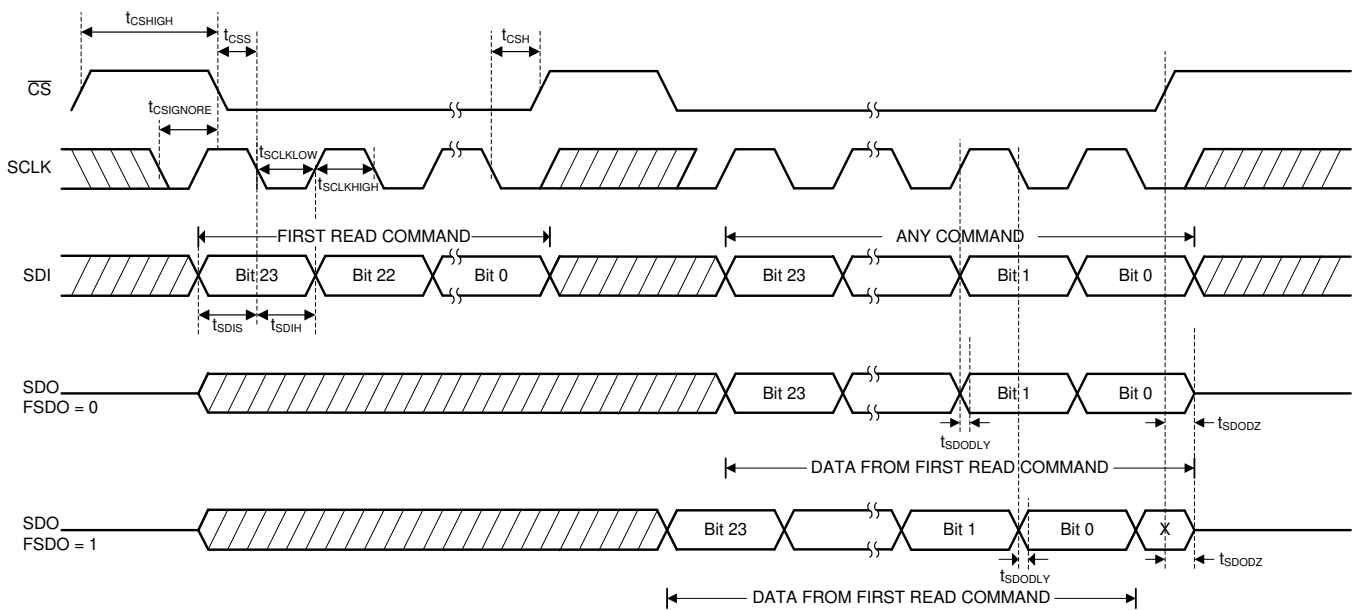 tCSHIGH
tCSS
tCSH
CS
tCSIGNORE
tSCLKLOW
SCLK
tSCLKHIGH
FIRST READ COMMAND
ANY COMMAND
SDI
Bit 23
Bit 22
Bit 0
Bit 23
Bit 1
Bit 0
tSDIS
tSDIH
SDO
FSDO = 0
Bit 23
Bit 1
Bit 0
tSDODLY
tSDODZ
DATA FROM FIRST READ COMMAND
SDO
FSDO = 1
Bit 23
Bit 1
Bit 0
X
tSDODLY
tSDODZ
DATA FROM FIRST READ COMMAND